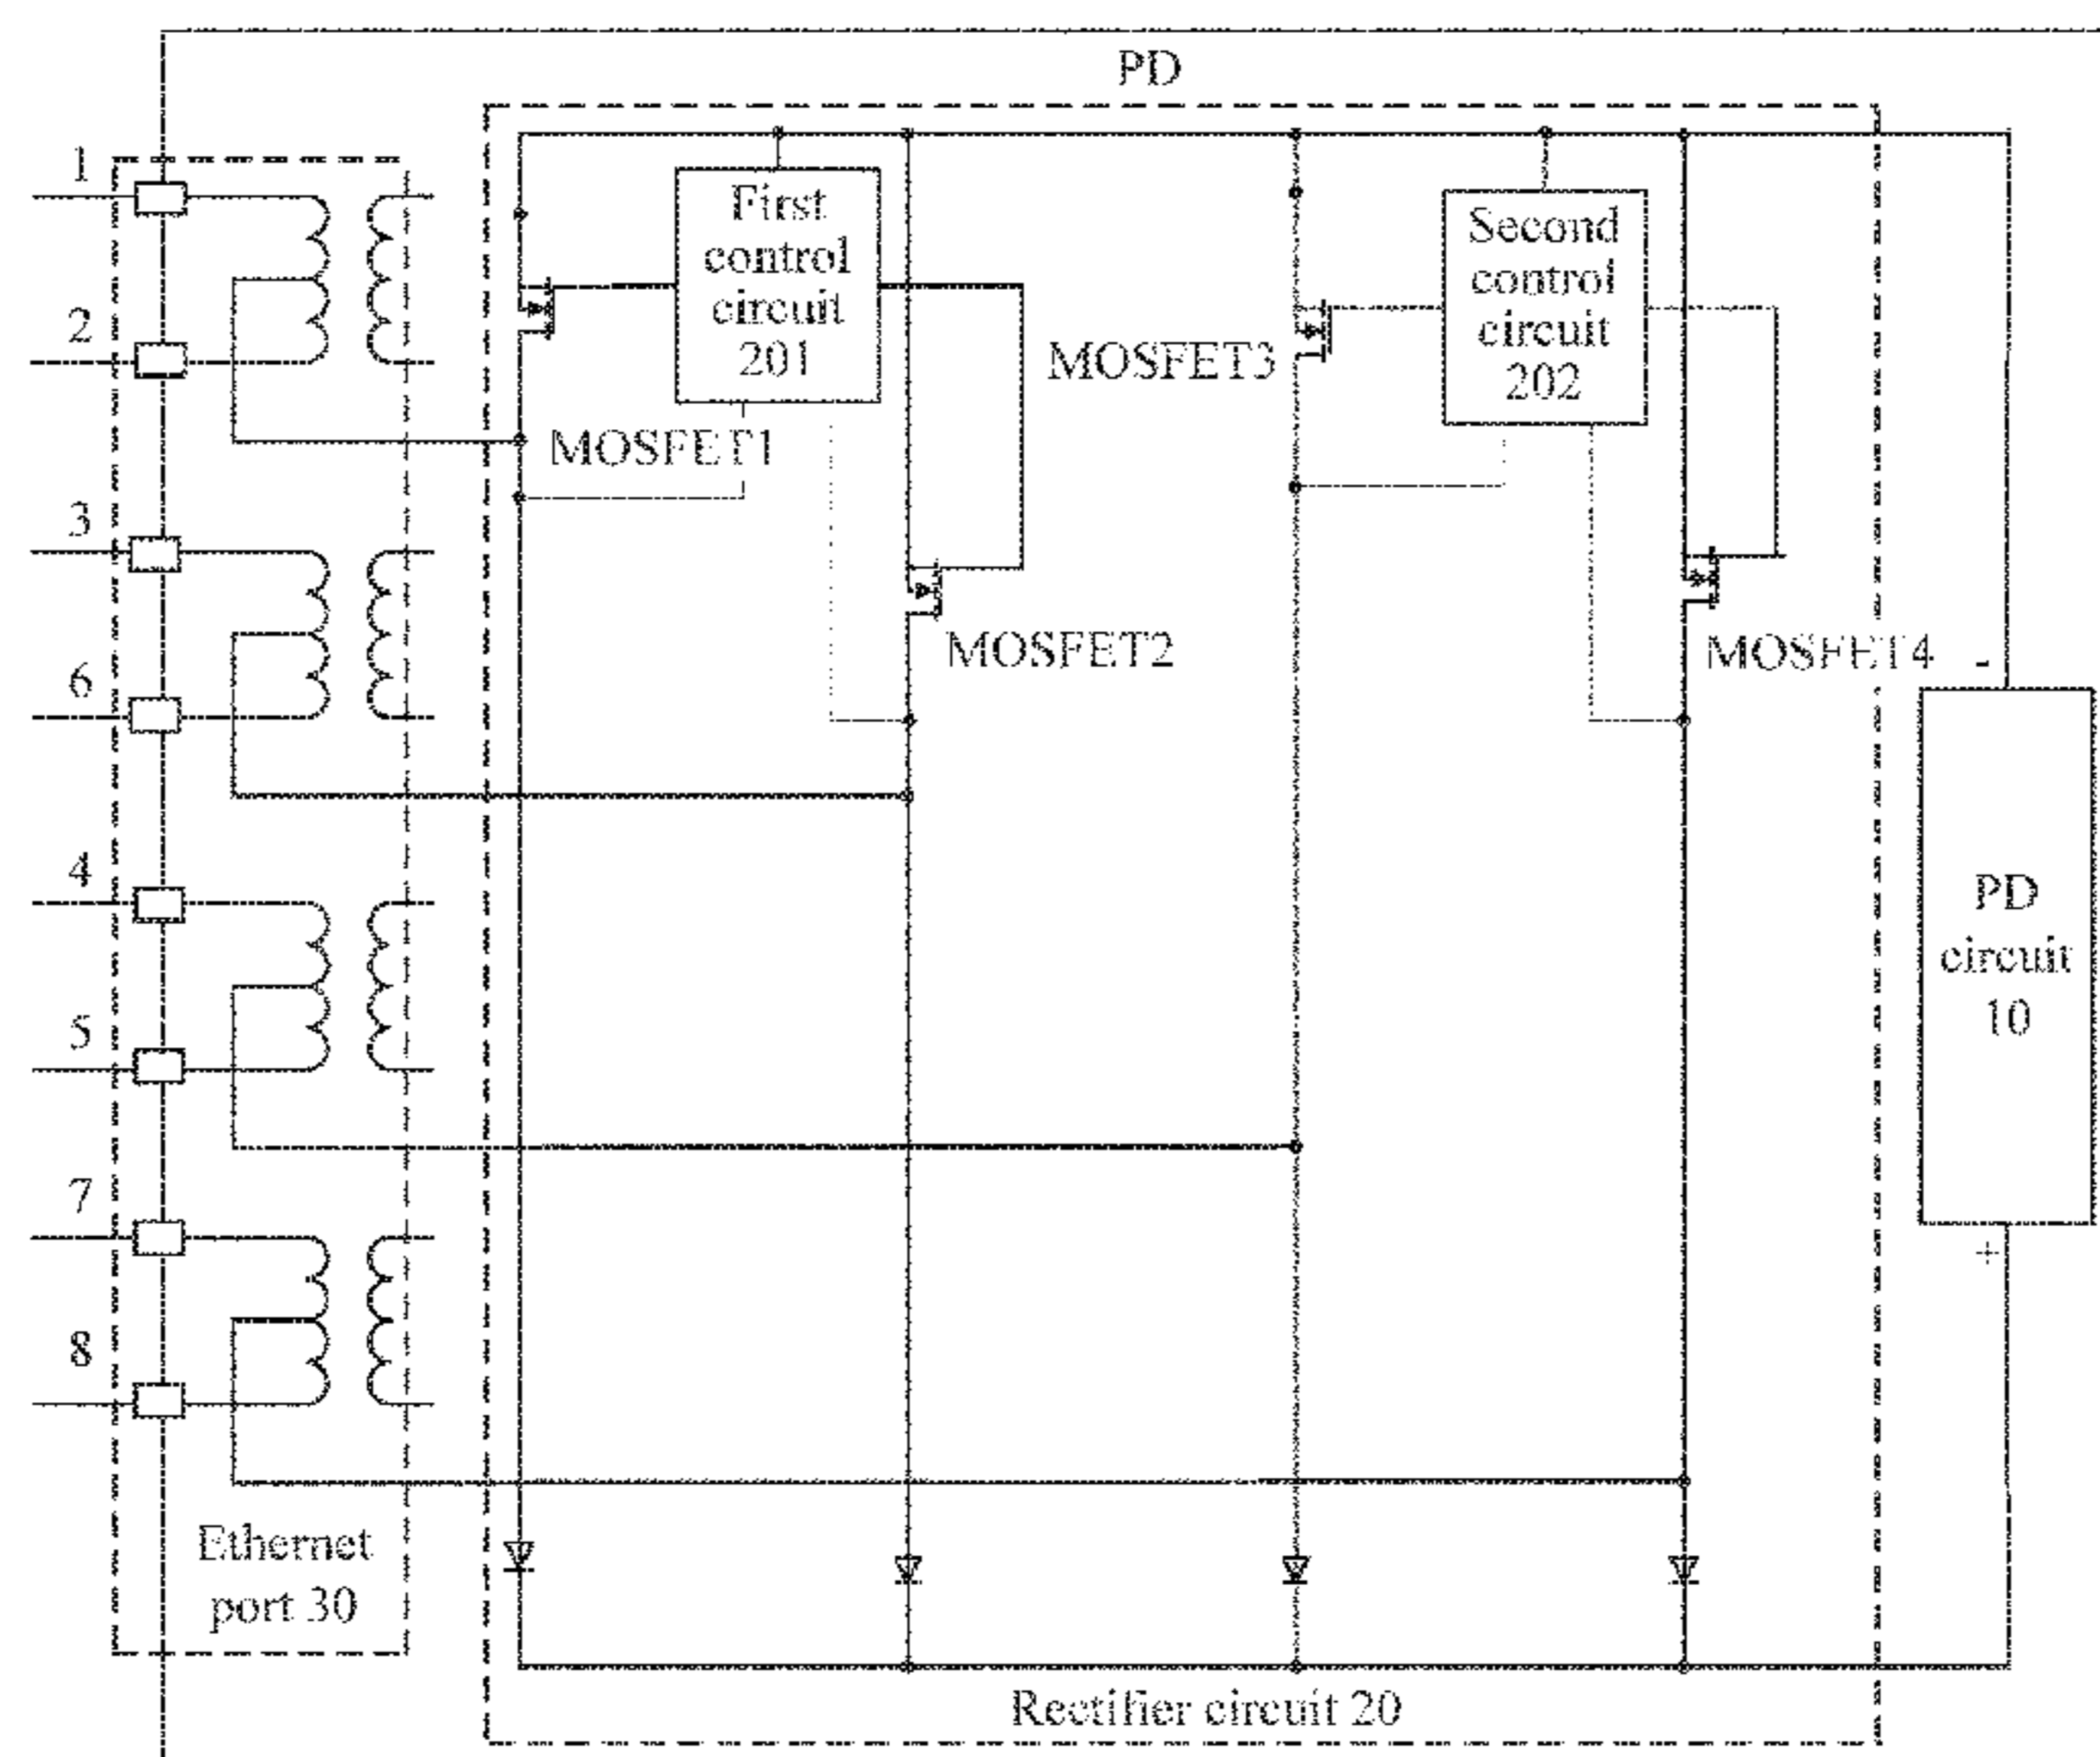 PD
1
2
3
6
4
5
7
8
Ethernet
port 30
First
control
circuit
201
MOSFET1
MOSFET2
MOSFET3
Second
control
circuit
202
MOSFET4
-
PD
circuit
10
+
Rectifier circuit 20